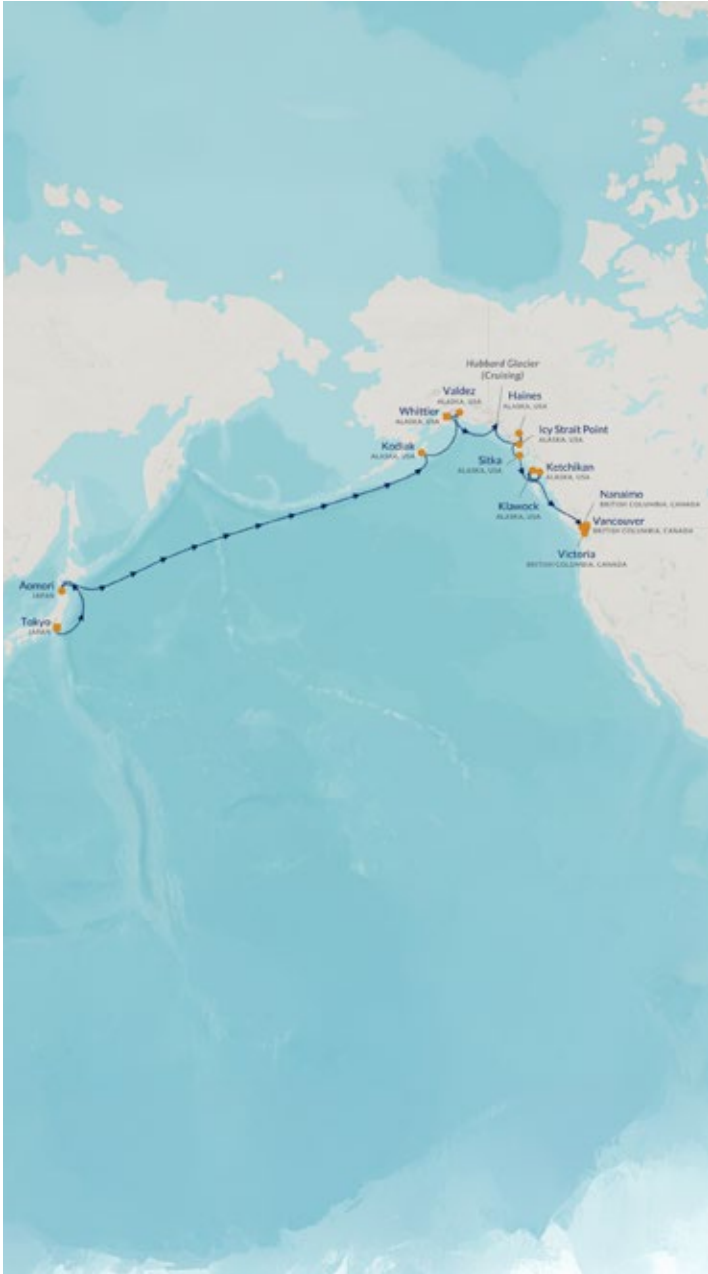 Hubbard Glacier
(Cruising)
Valdez
ALASKA, USA
Haines
ALASKA, USA
Whittier
ALASKA, USA
Icy Strait Point
ALASKA, USA
Kodiak
ALASKA, USA
Sitka
ALASKA, USA
Ketchikan
ALASKA, USA
Klawock
ALASKA, USA
Nanaimo
BRITISH COLUMBIA, CANADA
Vancouver
BRITISH COLUMBIA, CANADA
Victoria
BRITISH COLUMBIA, CANADA
Aomori
JAPAN
Tokyo
JAPAN